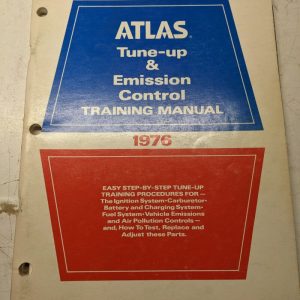 ATLAS®
Tune-up
&
Emission
Control
TRAINING MANUAL
1976
EASY STEP-BY-STEP TUNE-UP
TRAINING PROCEDURES FOR—
The Ignition System-Carburetor-
Battery and Charging System-
Fuel System-Vehicle Emissions
and Air Pollution Controls—
and, How To Test, Replace and
Adjust these Parts.